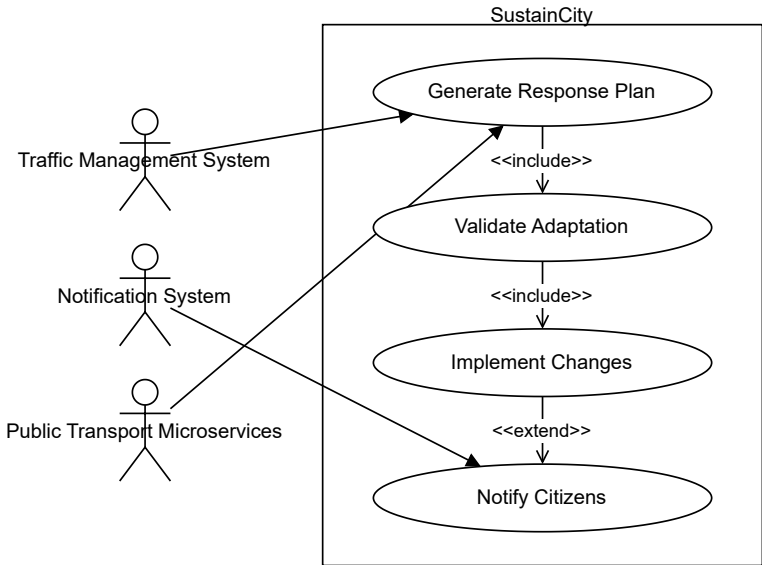 SustainCity
Generate Response Plan
Traffic Management System
<<include>>
Validate Adaptation
Notification System
<<include>>
Implement Changes
Public Transport Microservices
<<extend>>
Notify Citizens